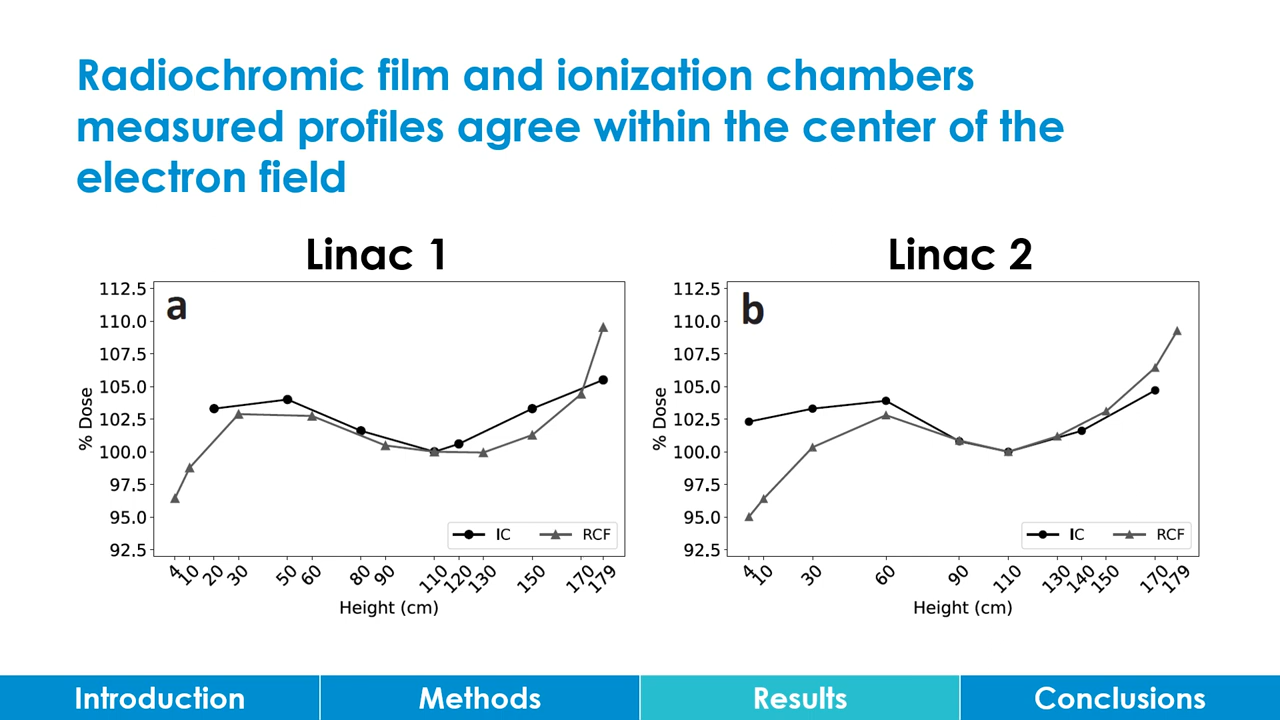 Radiochromic film and ionization chambers
measured profiles agree within the center of the
electron field
Linac 1
Linac 2
a
112.5
110.0
107.5
105.0
102.5
100.0
97.5
95.0
92.5
% Dose
IC
RCF
4
10
20
30
50
60
80
90
110
120
130
150
170
179
Height (cm)
b
112.5
110.0
107.5
105.0
102.5
100.0
97.5
95.0
92.5
% Dose
IC
RCF
4
10
30
60
90
110
130
140
150
170
179
Height (cm)
Introduction
Methods
Results
Conclusions